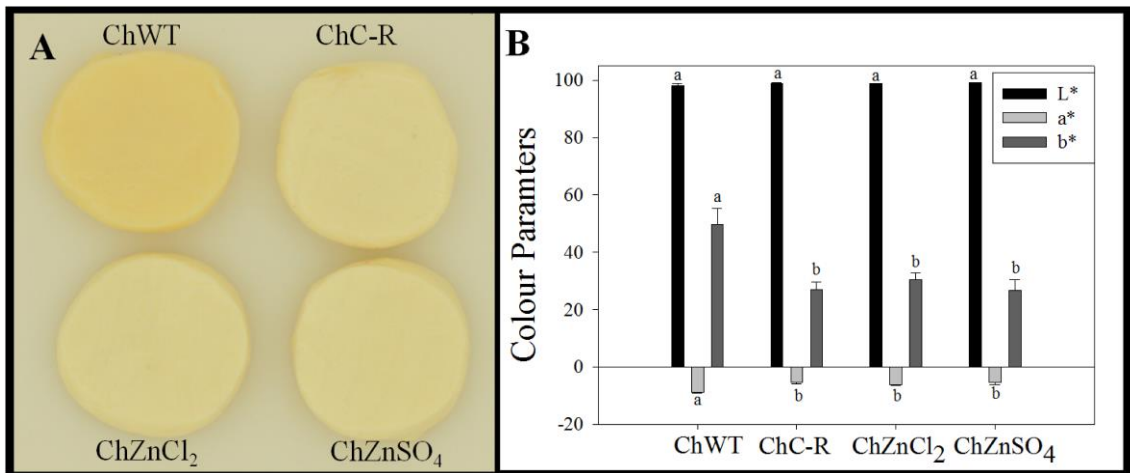 A
ChWT
ChC-R
ChZnCl₂
ChZnSO₄
B
Colour Paramters
100
80
60
40
20
0
-20
a
a
a
a
a
b
b
b
a
b
b
b
L*
a*
b*
ChWT
ChC-R
ChZnCl₂
ChZnSO₄